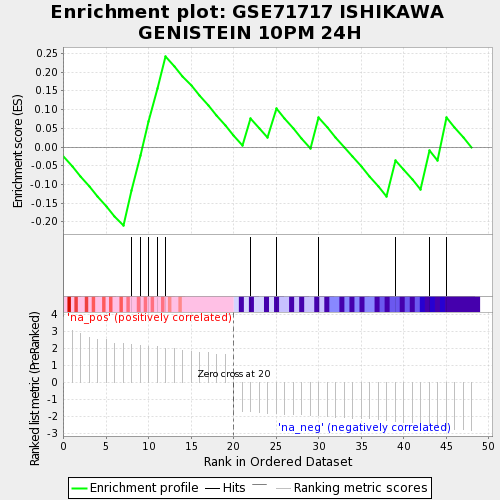 Enrichment plot: GSE71717 ISHIKAWA
GENISTEIN 10PM 24H
Enrichment score (ES)
0.25
0.20
0.15
0.10
0.05
0.00
-0.05
-0.10
-0.15
-0.20
Ranked list metric (PreRanked)
4
3
2
1
0
-1
-2
-3
'na_pos' (positively correlated)
Zero cross at 20
'na_neg' (negatively correlated)
0 5 10 15 20 25 30 35 40 45 50
Rank in Ordered Dataset
Enrichment profile Hits Ranking metric scores